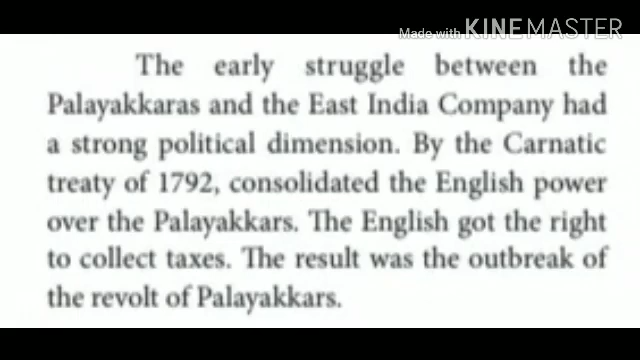 Made with KINEMASTER
The early struggle between the
Palayakkaras and the East India Company had
a strong political dimension. By the Carnatic
treaty of 1792, consolidated the English power
over the Palayakkars. The English got the right
to collect taxes. The result was the outbreak of
the revolt of Palayakkars.